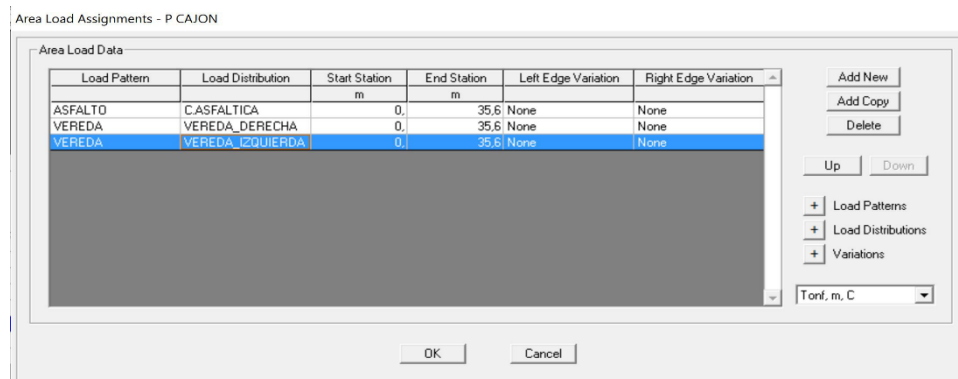 Area Load Assignments - P CAJON
Area Load Data
Load Pattern Load Distribution Start Station End Station Left Edge Variation Right Edge Variation
m m
ASFALTO C.ASFALTICA 0, 35,6 None None
VEREDA VEREDA_DERECHA 0, 35,6 None None
VEREDA VEREDA_IZQUIERDA 0, 35,6 None None
Add New
Add Copy
Delete
Up Down
+ Load Patterns
+ Load Distributions
+ Variations
Tonf, m, C
OK Cancel